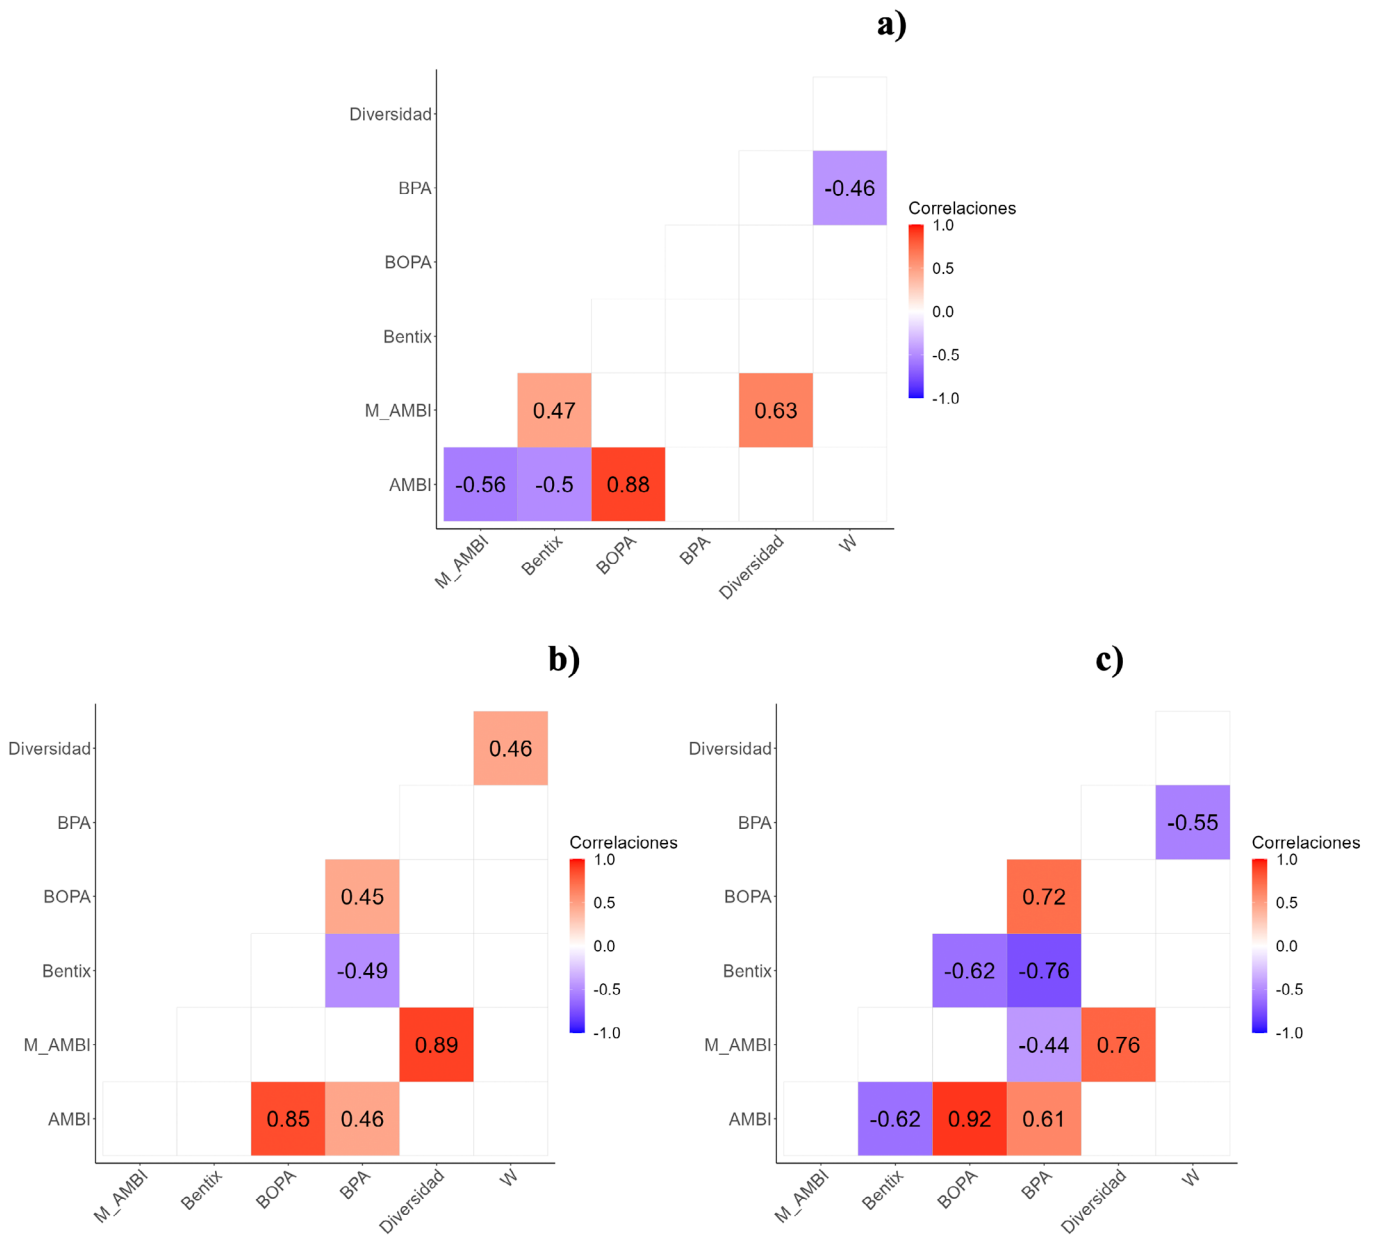 a)
Diversidad
BPA
-0.46
BOPA
Bentix
M_AMBI
0.47
0.63
AMBI
-0.56
-0.5
0.88
M_AMBI
Bentix
BOPA
BPA
Diversidad
W
Correlaciones
1.0
0.5
0.0
-0.5
-1.0
b)
Diversidad
0.46
BPA
BOPA
0.45
Bentix
-0.49
M_AMBI
0.89
AMBI
0.85
0.46
M_AMBI
Bentix
BOPA
BPA
Diversidad
W
Correlaciones
1.0
0.5
0.0
-0.5
-1.0
c)
Diversidad
BPA
-0.55
BOPA
0.72
Bentix
-0.62
-0.76
M_AMBI
-0.44
0.76
AMBI
-0.62
0.92
0.61
M_AMBI
Bentix
BOPA
BPA
Diversidad
W
Correlaciones
1.0
0.5
0.0
-0.5
-1.0